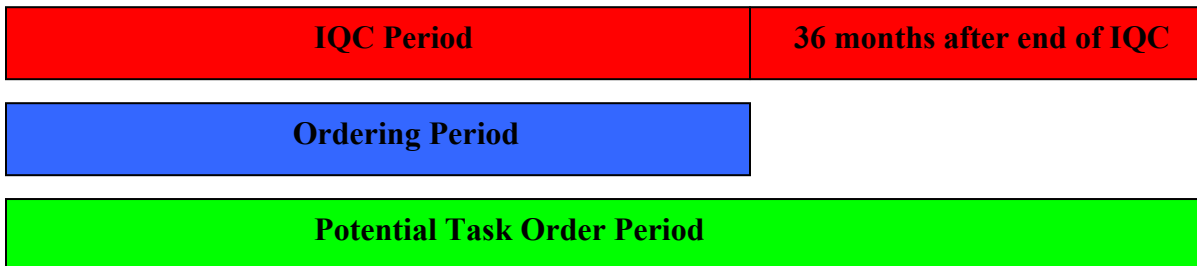 IQC Period 36 months after end of IQC
Ordering Period
Potential Task Order Period